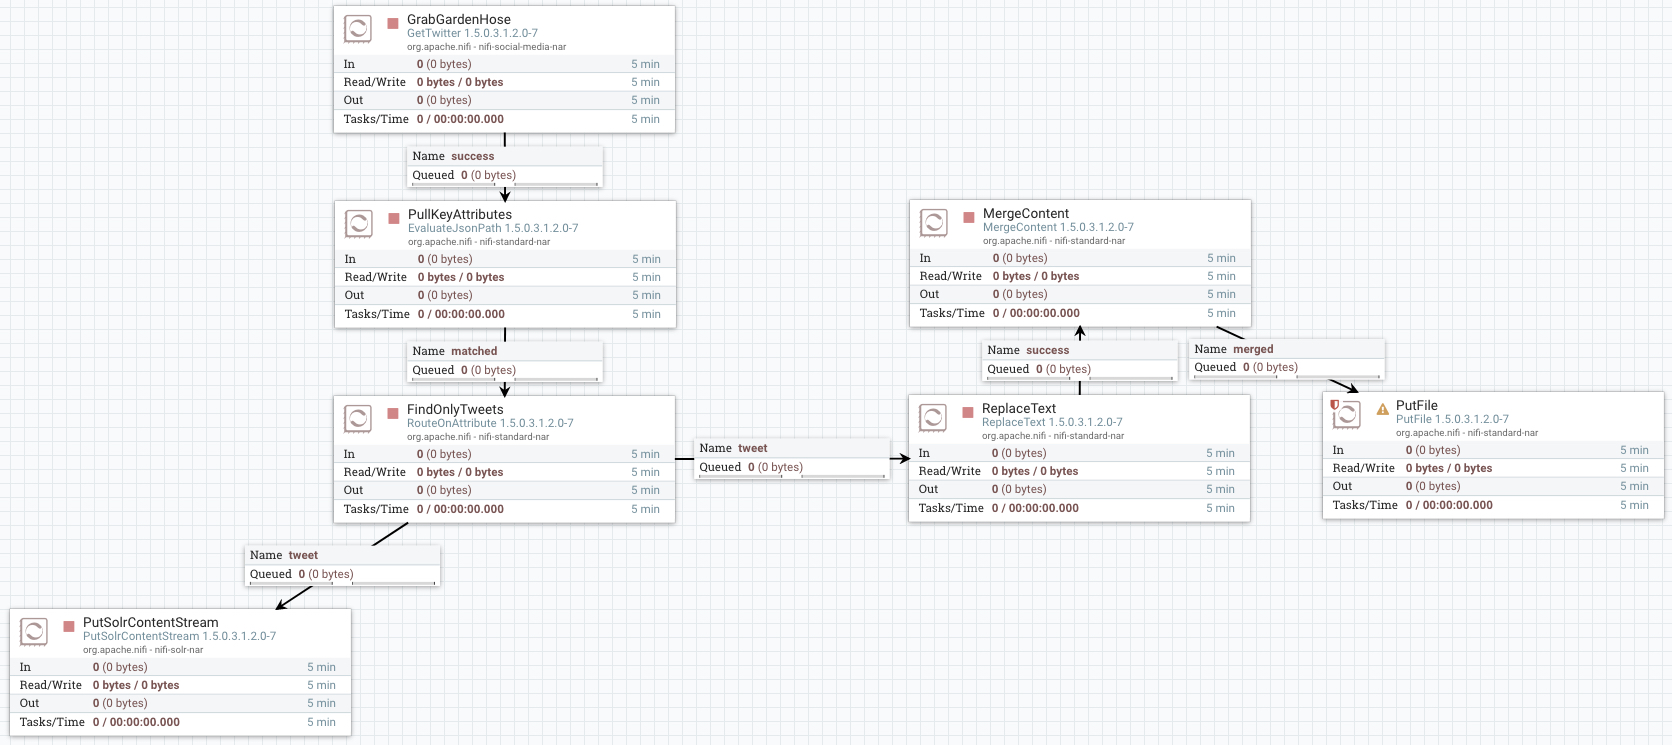 GrabGardenHose
GetTwitter 1.5.0.3.1.2.0-7
org.apache.nifi - nifi-social-media-nar
In 0 (0 bytes) 5 min
Read/Write 0 bytes / 0 bytes 5 min
Out 0 (0 bytes) 5 min
Tasks/Time 0 / 00:00:00.000 5 min
Name success
Queued 0 (0 bytes)
PullKeyAttributes
EvaluateJsonPath 1.5.0.3.1.2.0-7
org.apache.nifi - nifi-standard-nar
In 0 (0 bytes) 5 min
Read/Write 0 bytes / 0 bytes 5 min
Out 0 (0 bytes) 5 min
Tasks/Time 0 / 00:00:00.000 5 min
Name matched
Queued 0 (0 bytes)
FindOnlyTweets
RouteOnAttribute 1.5.0.3.1.2.0-7
org.apache.nifi - nifi-standard-nar
In 0 (0 bytes) 5 min
Read/Write 0 bytes / 0 bytes 5 min
Out 0 (0 bytes) 5 min
Tasks/Time 0 / 00:00:00.000 5 min
Name tweet
Queued 0 (0 bytes)
PutSolrContentStream
PutSolrContentStream 1.5.0.3.1.2.0-7
org.apache.nifi - nifi-solr-nar
In 0 (0 bytes) 5 min
Read/Write 0 bytes / 0 bytes 5 min
Out 0 (0 bytes) 5 min
Tasks/Time 0 / 00:00:00.000 5 min
Name tweet
Queued 0 (0 bytes)
ReplaceText
ReplaceText 1.5.0.3.1.2.0-7
org.apache.nifi - nifi-standard-nar
In 0 (0 bytes) 5 min
Read/Write 0 bytes / 0 bytes 5 min
Out 0 (0 bytes) 5 min
Tasks/Time 0 / 00:00:00.000 5 min
Name success
Queued 0 (0 bytes)
MergeContent
MergeContent 1.5.0.3.1.2.0-7
org.apache.nifi - nifi-standard-nar
In 0 (0 bytes) 5 min
Read/Write 0 bytes / 0 bytes 5 min
Out 0 (0 bytes) 5 min
Tasks/Time 0 / 00:00:00.000 5 min
Name merged
Queued 0 (0 bytes)
PutFile
PutFile 1.5.0.3.1.2.0-7
org.apache.nifi - nifi-standard-nar
In 0 (0 bytes) 5 min
Read/Write 0 bytes / 0 bytes 5 min
Out 0 (0 bytes) 5 min
Tasks/Time 0 / 00:00:00.000 5 min